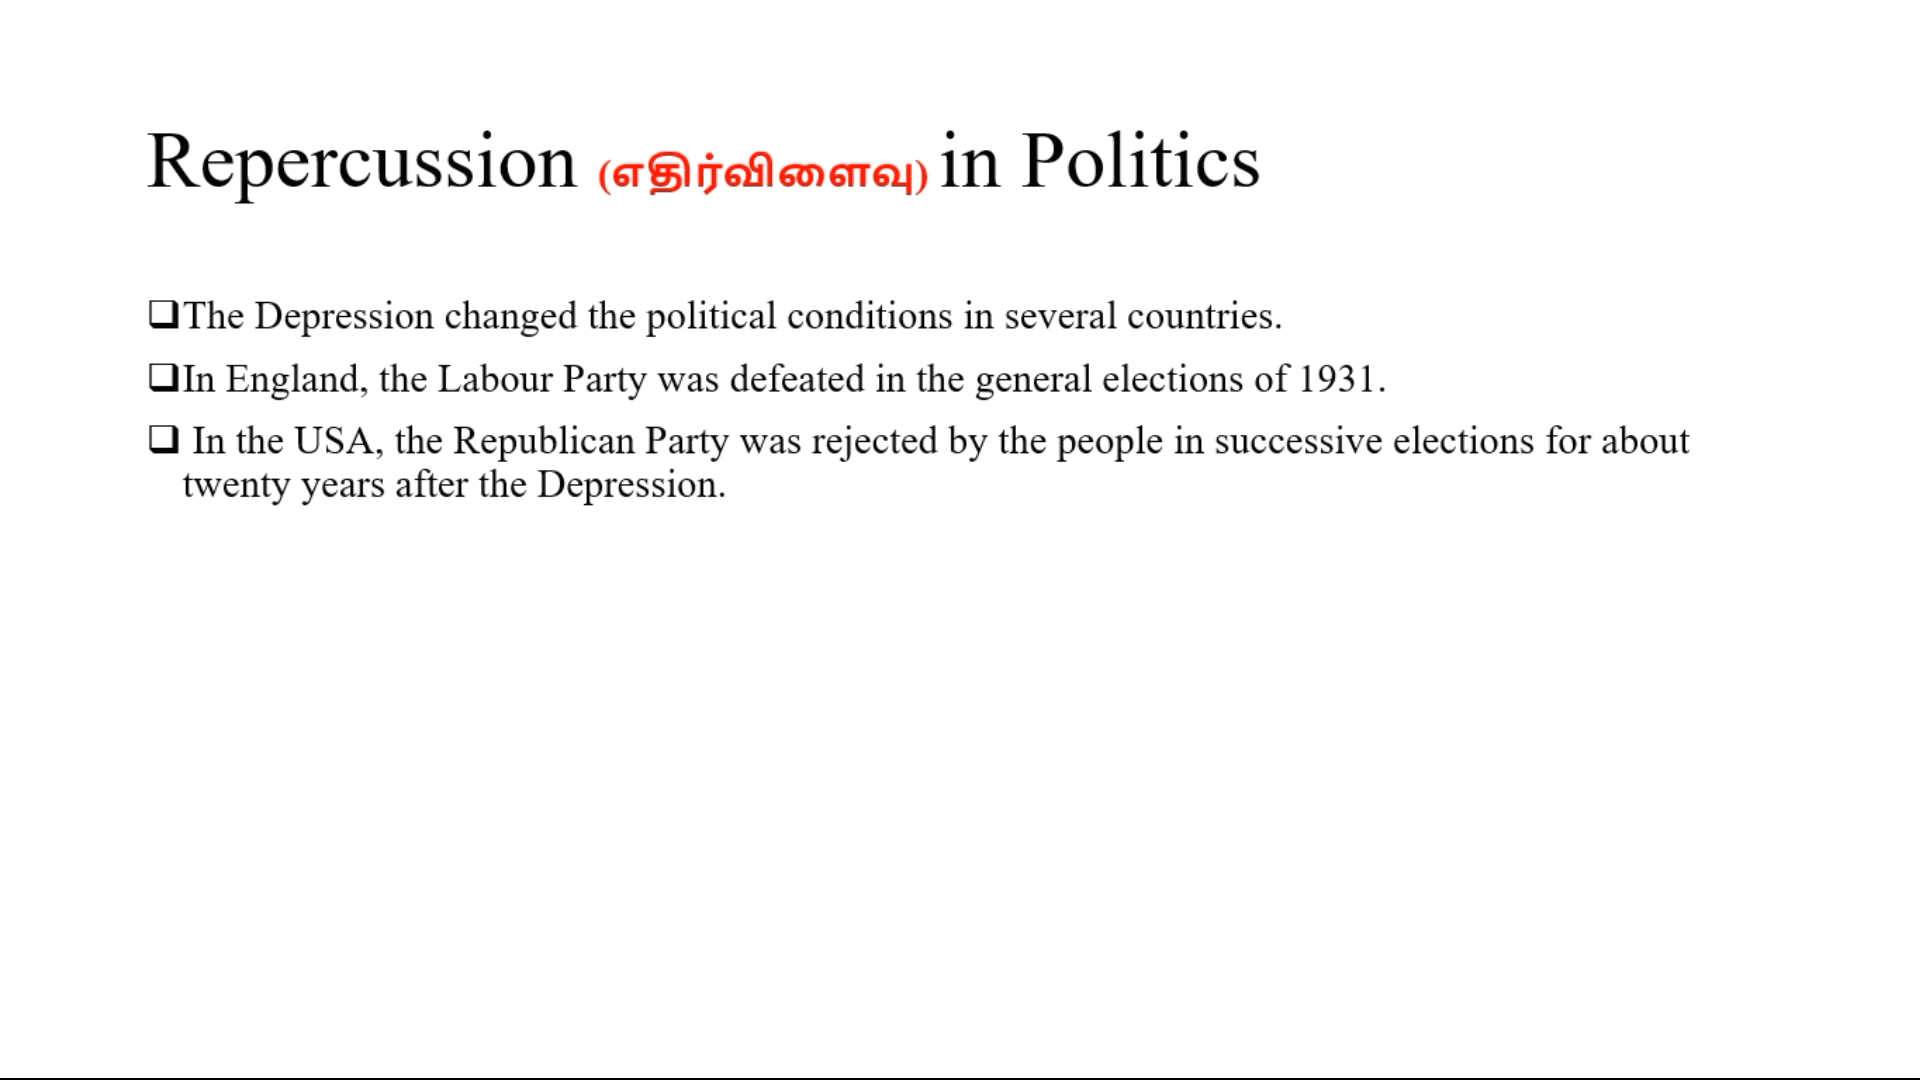 Repercussion (எதிர்விளைவு) in Politics
❑The Depression changed the political conditions in several countries.
❑In England, the Labour Party was defeated in the general elections of 1931.
❑ In the USA, the Republican Party was rejected by the people in successive elections for about
twenty years after the Depression.